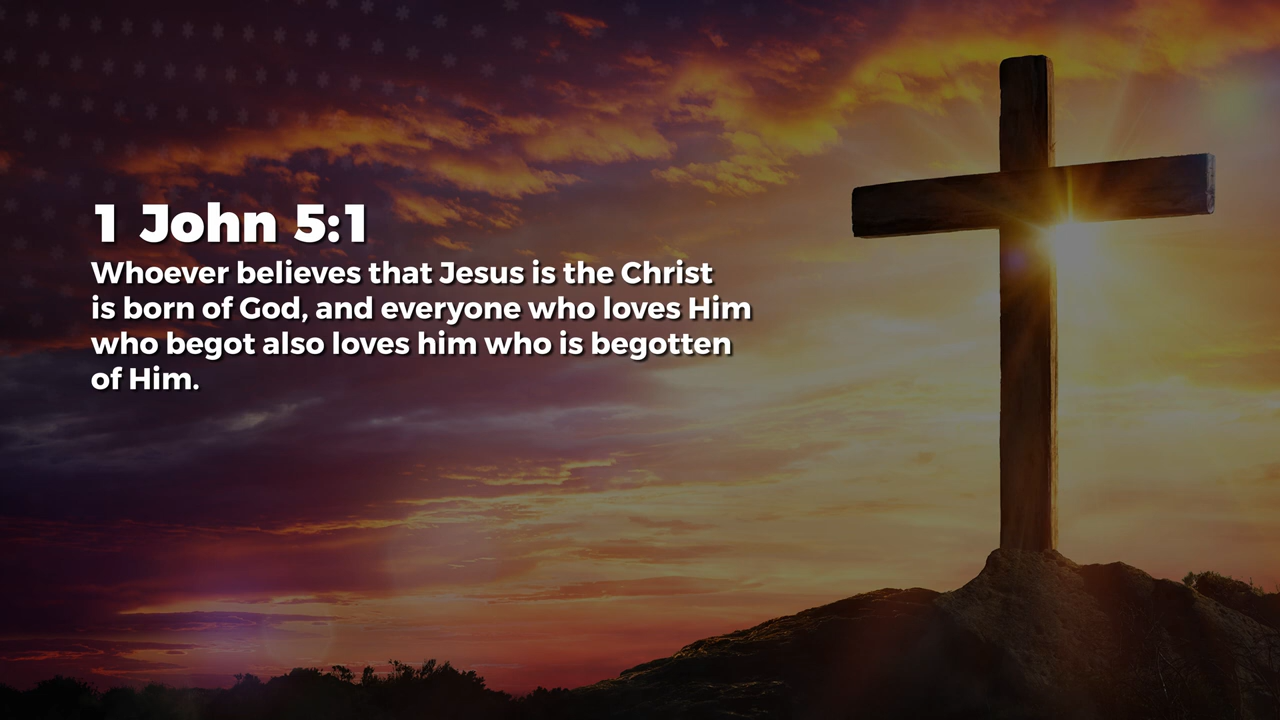 1 John 5:1
Whoever believes that Jesus is the Christ
is born of God, and everyone who loves Him
who begot also loves him who is begotten
of Him.